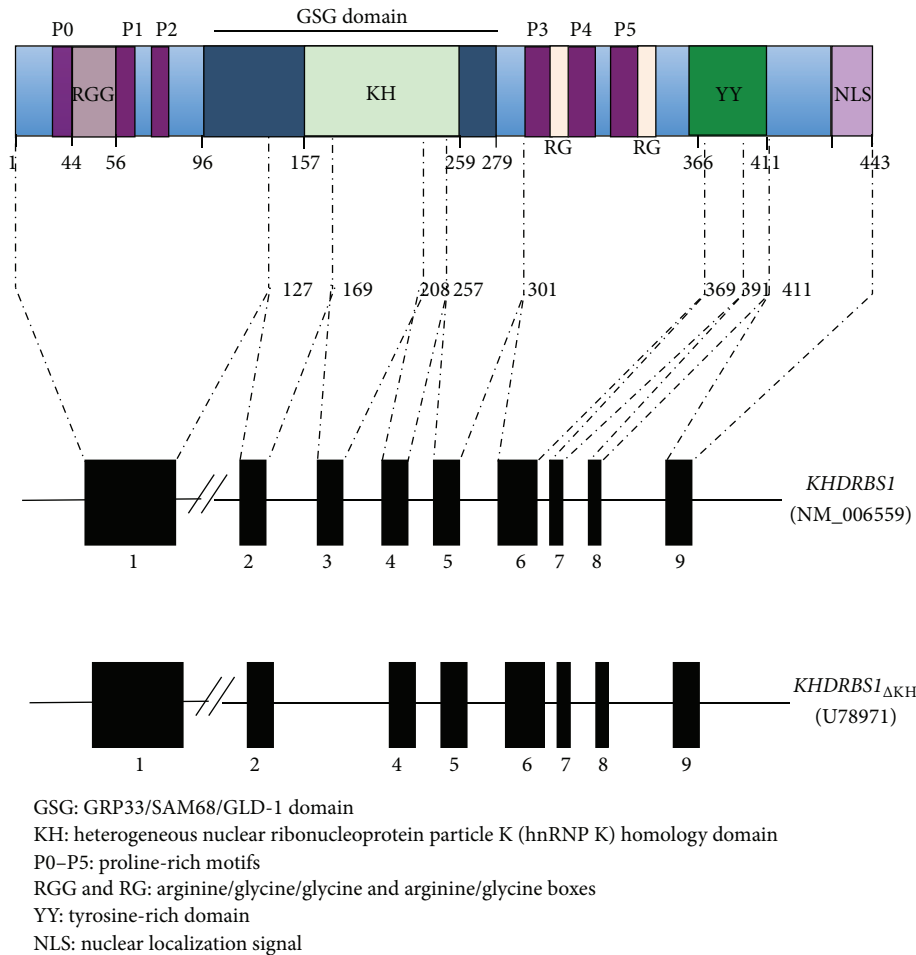 GSG domain
P0 P1 P2 P3 P4 P5
RGG KH YY NLS
RG RG
1 44 56 96 157 259 279 366 411 443
127 169 208 257 301 369 391 411
KHDRBS1
(NM_006559)
1 2 3 4 5 6 7 8 9
KHDRBS1ΔKH
(U78971)
1 2 4 5 6 7 8 9
GSG: GRP33/SAM68/GLD-1 domain
KH: heterogeneous nuclear ribonucleoprotein particle K (hnRNP K) homology domain
P0–P5: proline-rich motifs
RGG and RG: arginine/glycine/glycine and arginine/glycine boxes
YY: tyrosine-rich domain
NLS: nuclear localization signal